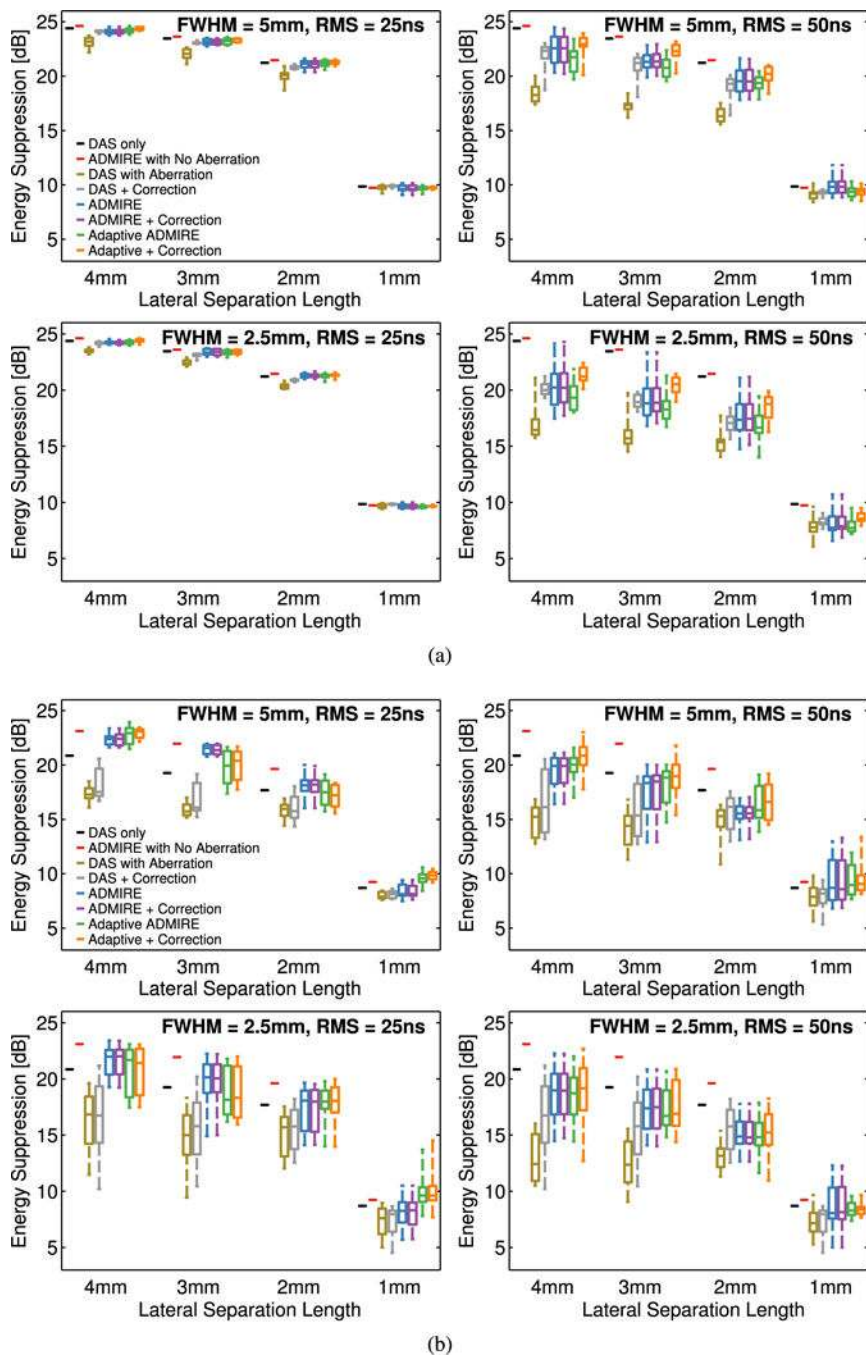 FWHM = 5mm, RMS = 25ns
25
20
15
10
5
Energy Suppression [dB]
DAS only
ADMIRE with No Aberration
DAS with Aberration
DAS + Correction
ADMIRE
ADMIRE + Correction
Adaptive ADMIRE
Adaptive + Correction
4mm 3mm 2mm 1mm
Lateral Separation Length
FWHM = 5mm, RMS = 50ns
25
20
15
10
5
Energy Suppression [dB]
4mm 3mm 2mm 1mm
Lateral Separation Length
FWHM = 2.5mm, RMS = 25ns
25
20
15
10
5
Energy Suppression [dB]
4mm 3mm 2mm 1mm
Lateral Separation Length
FWHM = 2.5mm, RMS = 50ns
25
20
15
10
5
Energy Suppression [dB]
4mm 3mm 2mm 1mm
Lateral Separation Length
(a)
FWHM = 5mm, RMS = 25ns
25
20
15
10
5
Energy Suppression [dB]
DAS only
ADMIRE with No Aberration
DAS with Aberration
DAS + Correction
ADMIRE
ADMIRE + Correction
Adaptive ADMIRE
Adaptive + Correction
4mm 3mm 2mm 1mm
Lateral Separation Length
FWHM = 5mm, RMS = 50ns
25
20
15
10
5
Energy Suppression [dB]
4mm 3mm 2mm 1mm
Lateral Separation Length
FWHM = 2.5mm, RMS = 25ns
25
20
15
10
5
Energy Suppression [dB]
4mm 3mm 2mm 1mm
Lateral Separation Length
FWHM = 2.5mm, RMS = 50ns
25
20
15
10
5
Energy Suppression [dB]
4mm 3mm 2mm 1mm
Lateral Separation Length
(b)